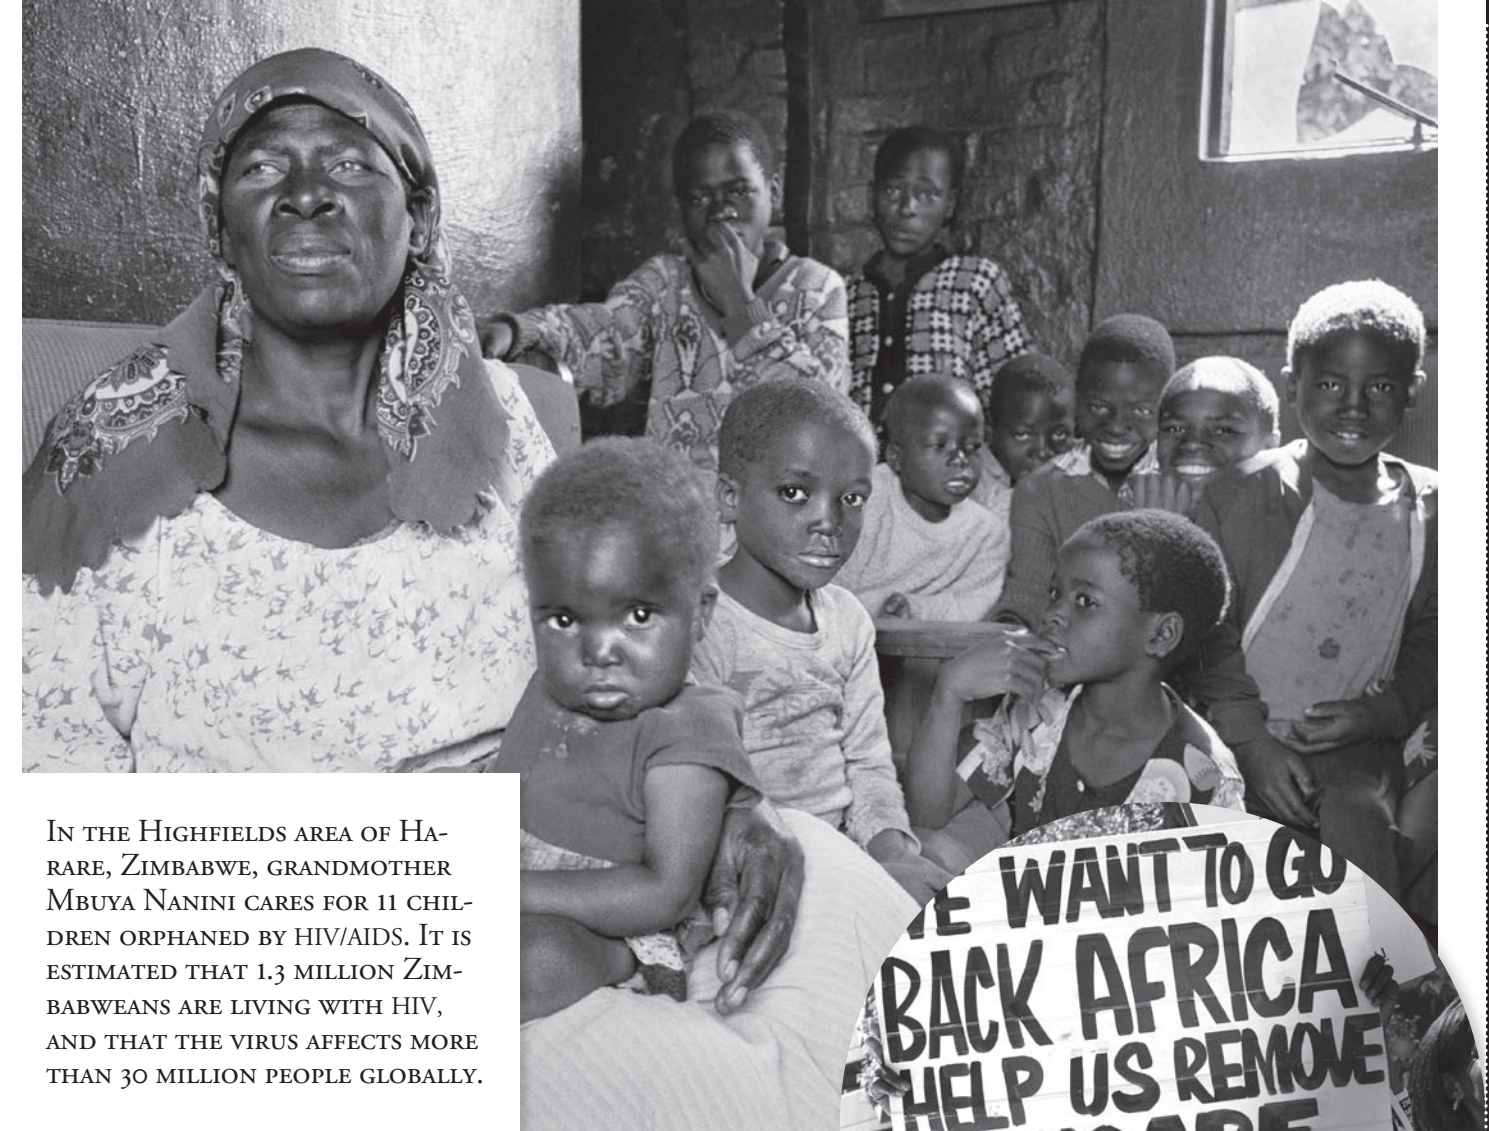 In the Highfields area of Ha-
rare, Zimbabwe, grandmother
Mbuya Nanini cares for 11 chil-
dren orphaned by HIV/AIDS. It is
estimated that 1.3 million Zim-
babweans are living with HIV,
and that the virus affects more
than 30 million people globally.
WE WANT TO GO
BACK AFRICA
HELP US REMOVE